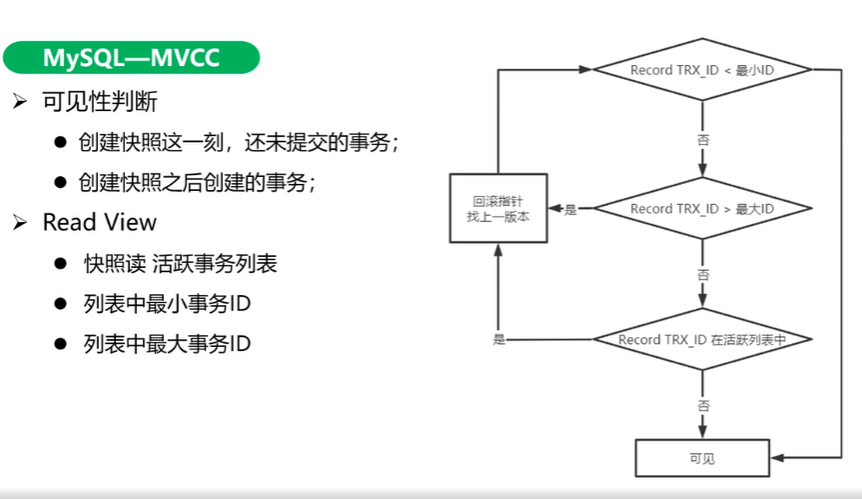 MySQL—MVCC
可见性判断
创建快照这一刻，还未提交的事务；
创建快照之后创建的事务；
Read View
快照读 活跃事务列表
列表中最小事务ID
列表中最大事务ID
Record TRX_ID < 最小ID
否
回滚指针
找上一版本
是
Record TRX_ID > 最大ID
否
是
Record TRX_ID 在活跃列表中
否
可见